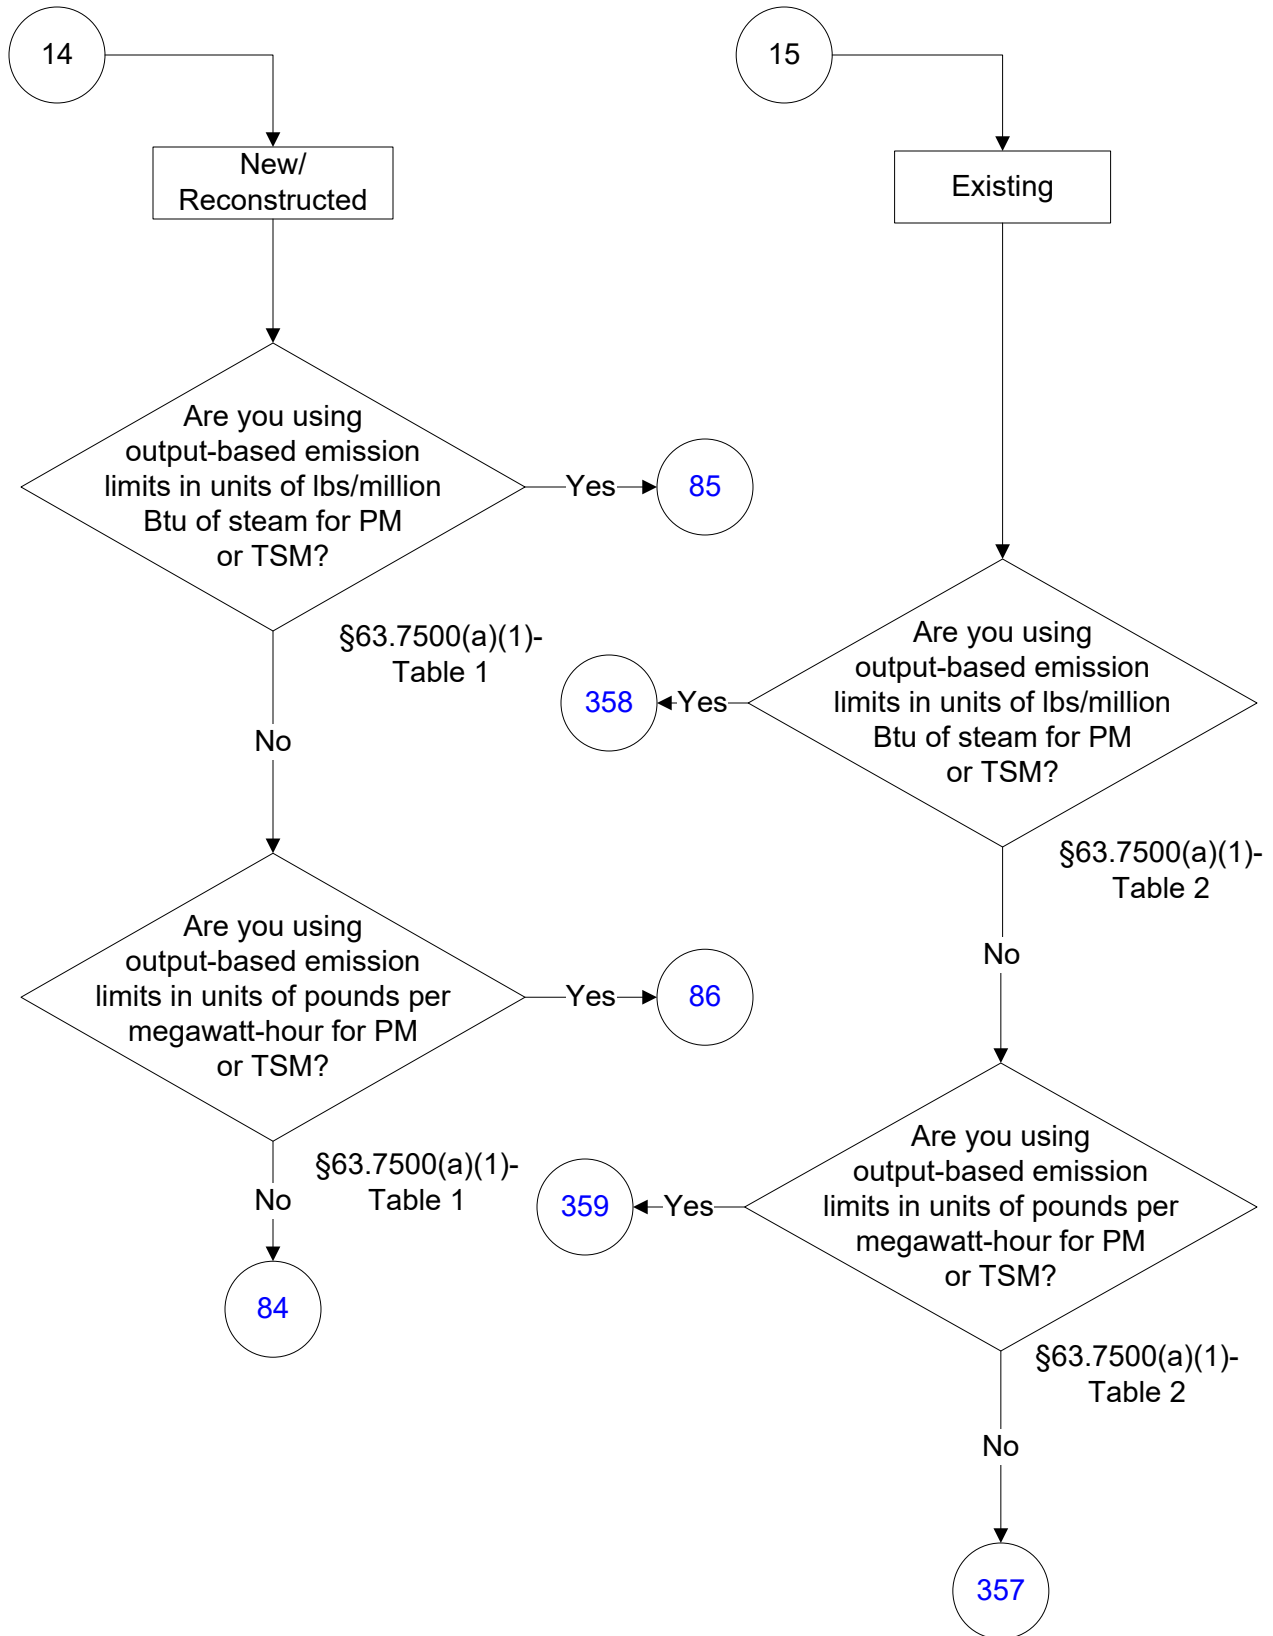 14
New/
Reconstructed
Are you using
output-based emission
limits in units of lbs/million
Btu of steam for PM
or TSM?
Yes
85
§63.7500(a)(1)-
Table 1
No
Are you using
output-based emission
limits in units of pounds per
megawatt-hour for PM
or TSM?
Yes
86
§63.7500(a)(1)-
Table 1
No
84
15
Existing
Are you using
output-based emission
limits in units of lbs/million
Btu of steam for PM
or TSM?
Yes
358
§63.7500(a)(1)-
Table 2
No
Are you using
output-based emission
limits in units of pounds per
megawatt-hour for PM
or TSM?
Yes
359
§63.7500(a)(1)-
Table 2
No
357